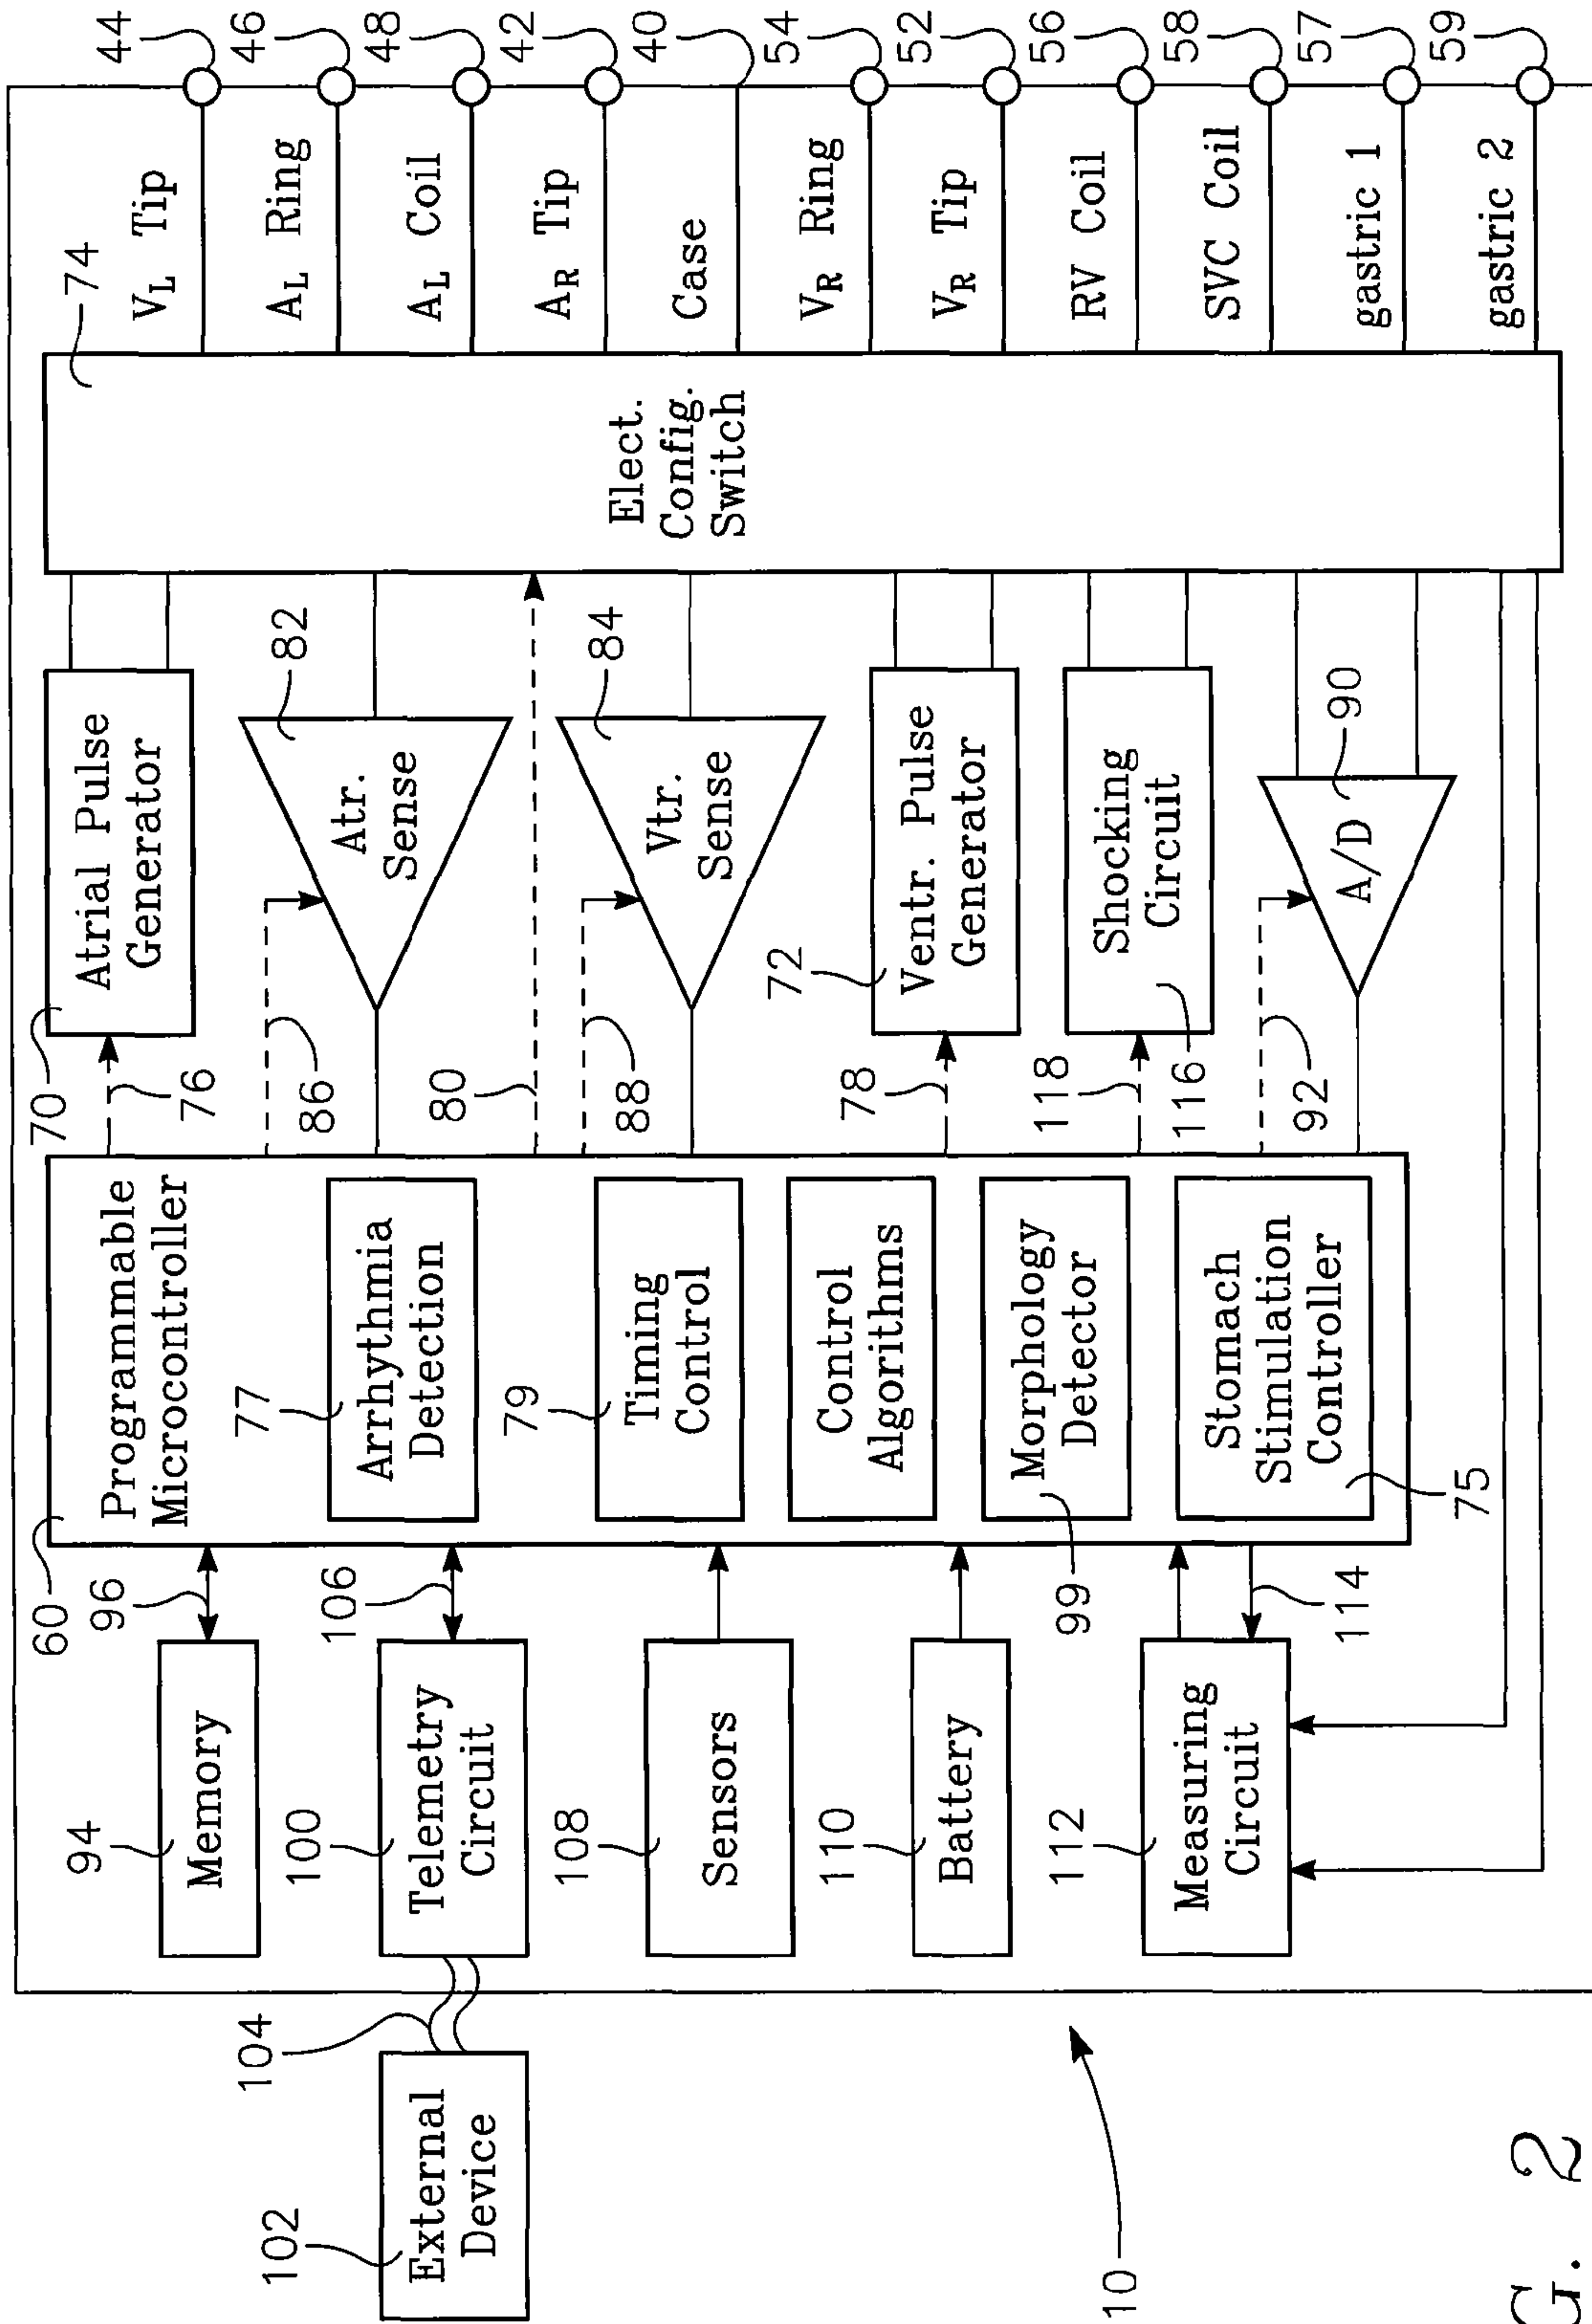 70
Atrial Pulse
Generator
76
82
Atr.
Sense
86
80
84
Vtr.
Sense
88
72
Ventr. Pulse
Generator
78
Shocking
Circuit
118
116
90
A/D
92
74
Elect.
Config.
Switch
VL Tip
44
AL Ring
46
AL Coil
48
AR Tip
42
Case
40
VR Ring
54
VR Tip
52
RV Coil
56
SVC Coil
58
gastric 1
57
gastric 2
59
60
Programmable
Microcontroller
77
Arrhythmia
Detection
79
Timing
Control
Control
Algorithms
Morphology
Detector
99
Stomach
Stimulation
Controller
75
94
Memory
96
100
Telemetry
Circuit
106
108
Sensors
110
Battery
112
Measuring
Circuit
114
102
External
Device
104
10
G. 2